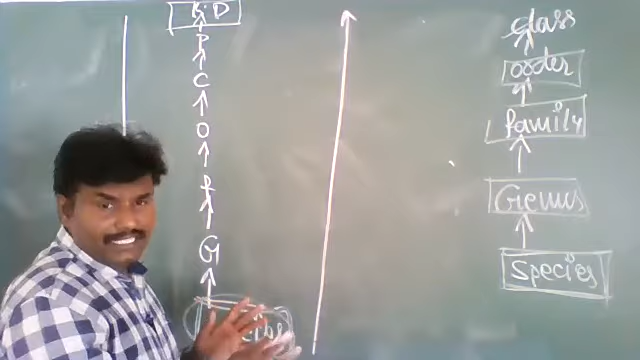 K.D
P
C
O
F
G
class
order
family
Genus
Species